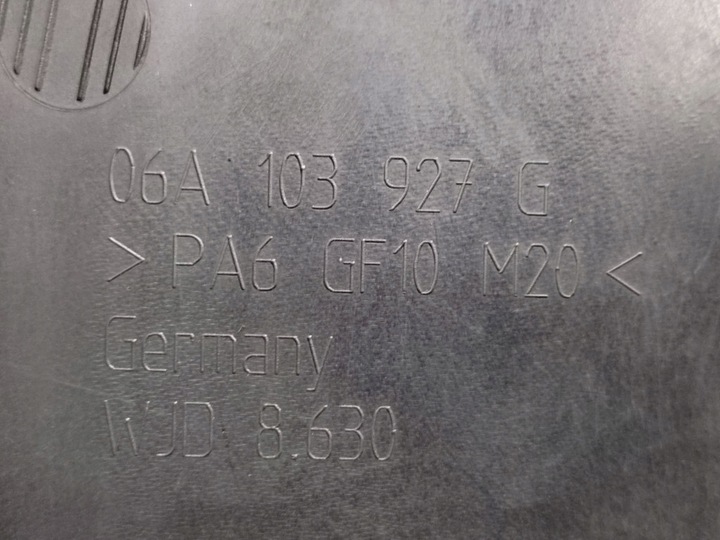 06A 103 927 G
> PA6 GF10 M20 <
Germany
WJD 8.630